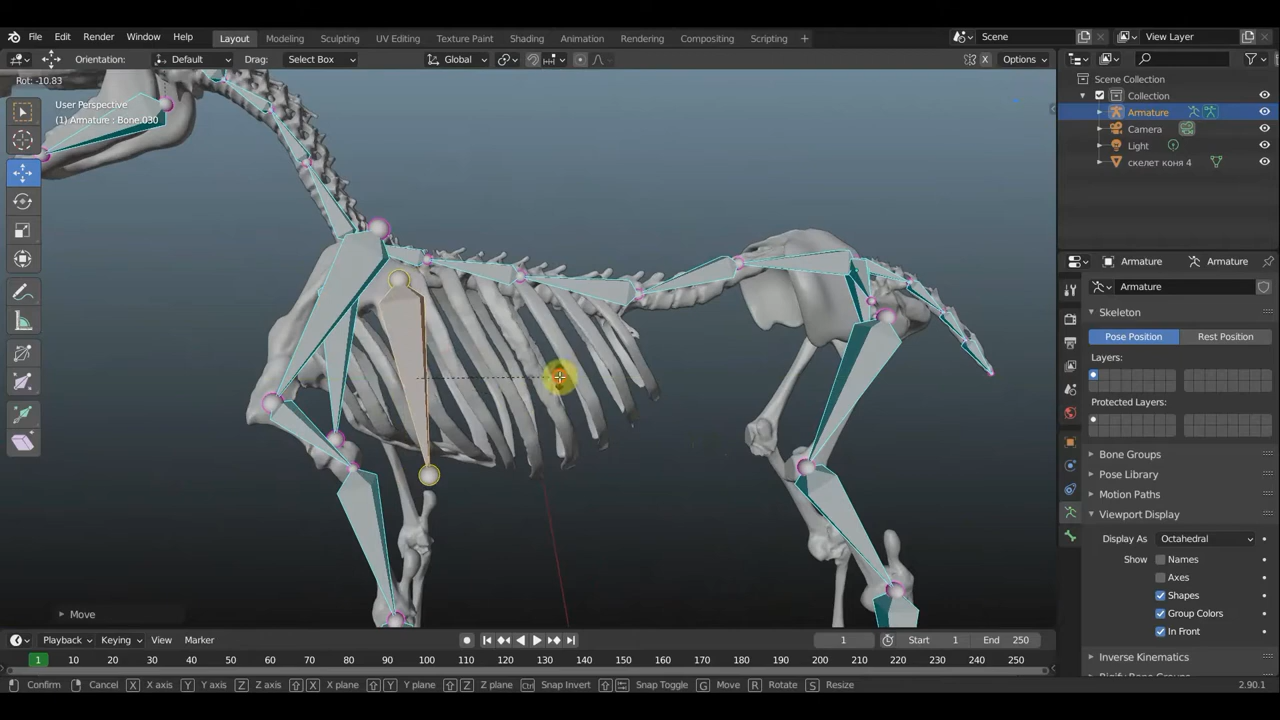 File Edit Render Window Help Layout Modeling Sculpting UV Editing Texture Paint Shading Animation Rendering Compositing Scripting + Scene View Layer
Orientation: Default Drag: Select Box Global X Options
Rot: -10.83
User Perspective
(1) Armature : Bone.030
Scene Collection
Collection
Armature
Camera
Light
скелет коня 4
Armature Armature
Armature
Skeleton
Pose Position Rest Position
Layers:
Protected Layers:
Bone Groups
Pose Library
Motion Paths
Viewport Display
Display As Octahedral
Show Names
Axes
Shapes
Group Colors
In Front
Inverse Kinematics
Move
Playback Keying View Marker 1 Start 1 End 250
1 10 20 30 40 50 60 70 80 90 100 110 120 130 140 150 160 170 180 190 200 210 220 230 240 250
Confirm Cancel X X axis Y Y axis Z Z axis X X plane Y Y plane Z Z plane Ctrl Snap Invert Snap Toggle G Move R Rotate S Resize 2.90.1